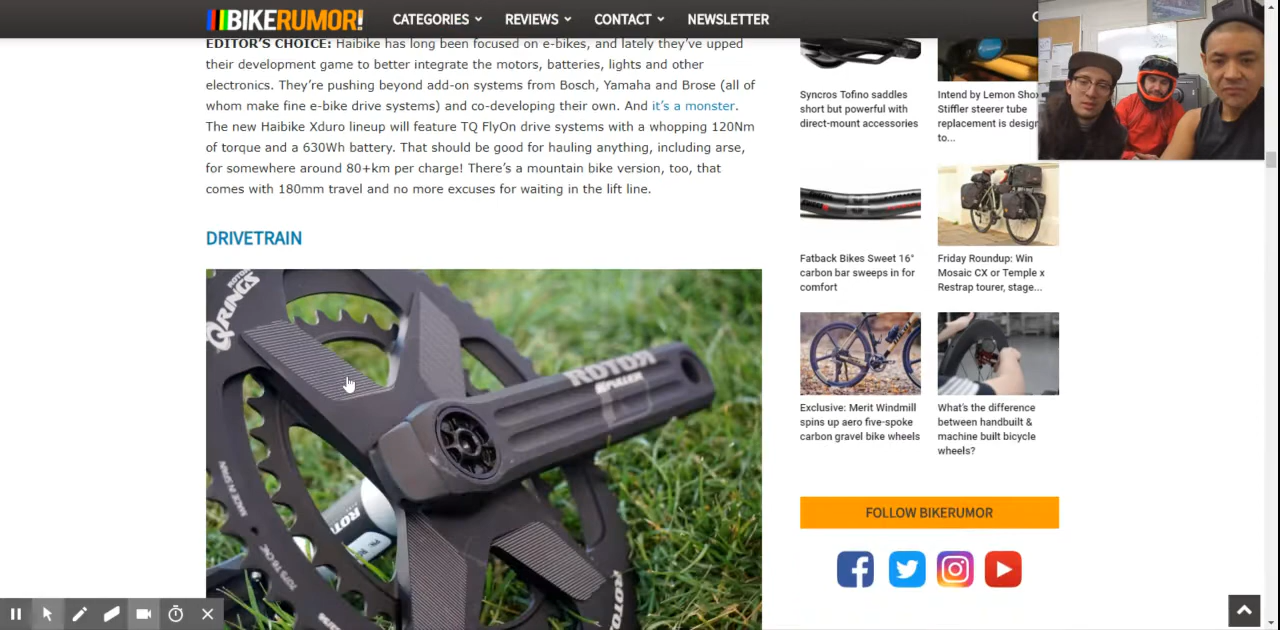 BIKERUMOR!
CATEGORIES
REVIEWS
CONTACT
NEWSLETTER
EDITOR'S CHOICE: Haibike has long been focused on e-bikes, and lately they've upped
their development game to better integrate the motors, batteries, lights and other
electronics. They're pushing beyond add-on systems from Bosch, Yamaha and Brose (all of
whom make fine e-bike drive systems) and co-developing their own. And it's a monster.
The new Haibike Xduro lineup will feature TQ FlyOn drive systems with a whopping 120Nm
of torque and a 630Wh battery. That should be good for hauling anything, including arse,
for somewhere around 80+km per charge! There's a mountain bike version, too, that
comes with 180mm travel and no more excuses for waiting in the lift line.
DRIVETRAIN
ROTOR
QRINGS
ROTOR
SPIDER
MADE IN SPAIN
ROTOR
ROTOR
Syncros Tofino saddles
short but powerful with
direct-mount accessories
Intend by Lemon Shox
Stiffler steerer tube
replacement is design
to...
Fatback Bikes Sweet 16°
carbon bar sweeps in for
comfort
Friday Roundup: Win
Mosaic CX or Temple x
Restrap tourer, stage...
Exclusive: Merit Windmill
spins up aero five-spoke
carbon gravel bike wheels
What's the difference
between handbuilt &
machine built bicycle
wheels?
FOLLOW BIKERUMOR